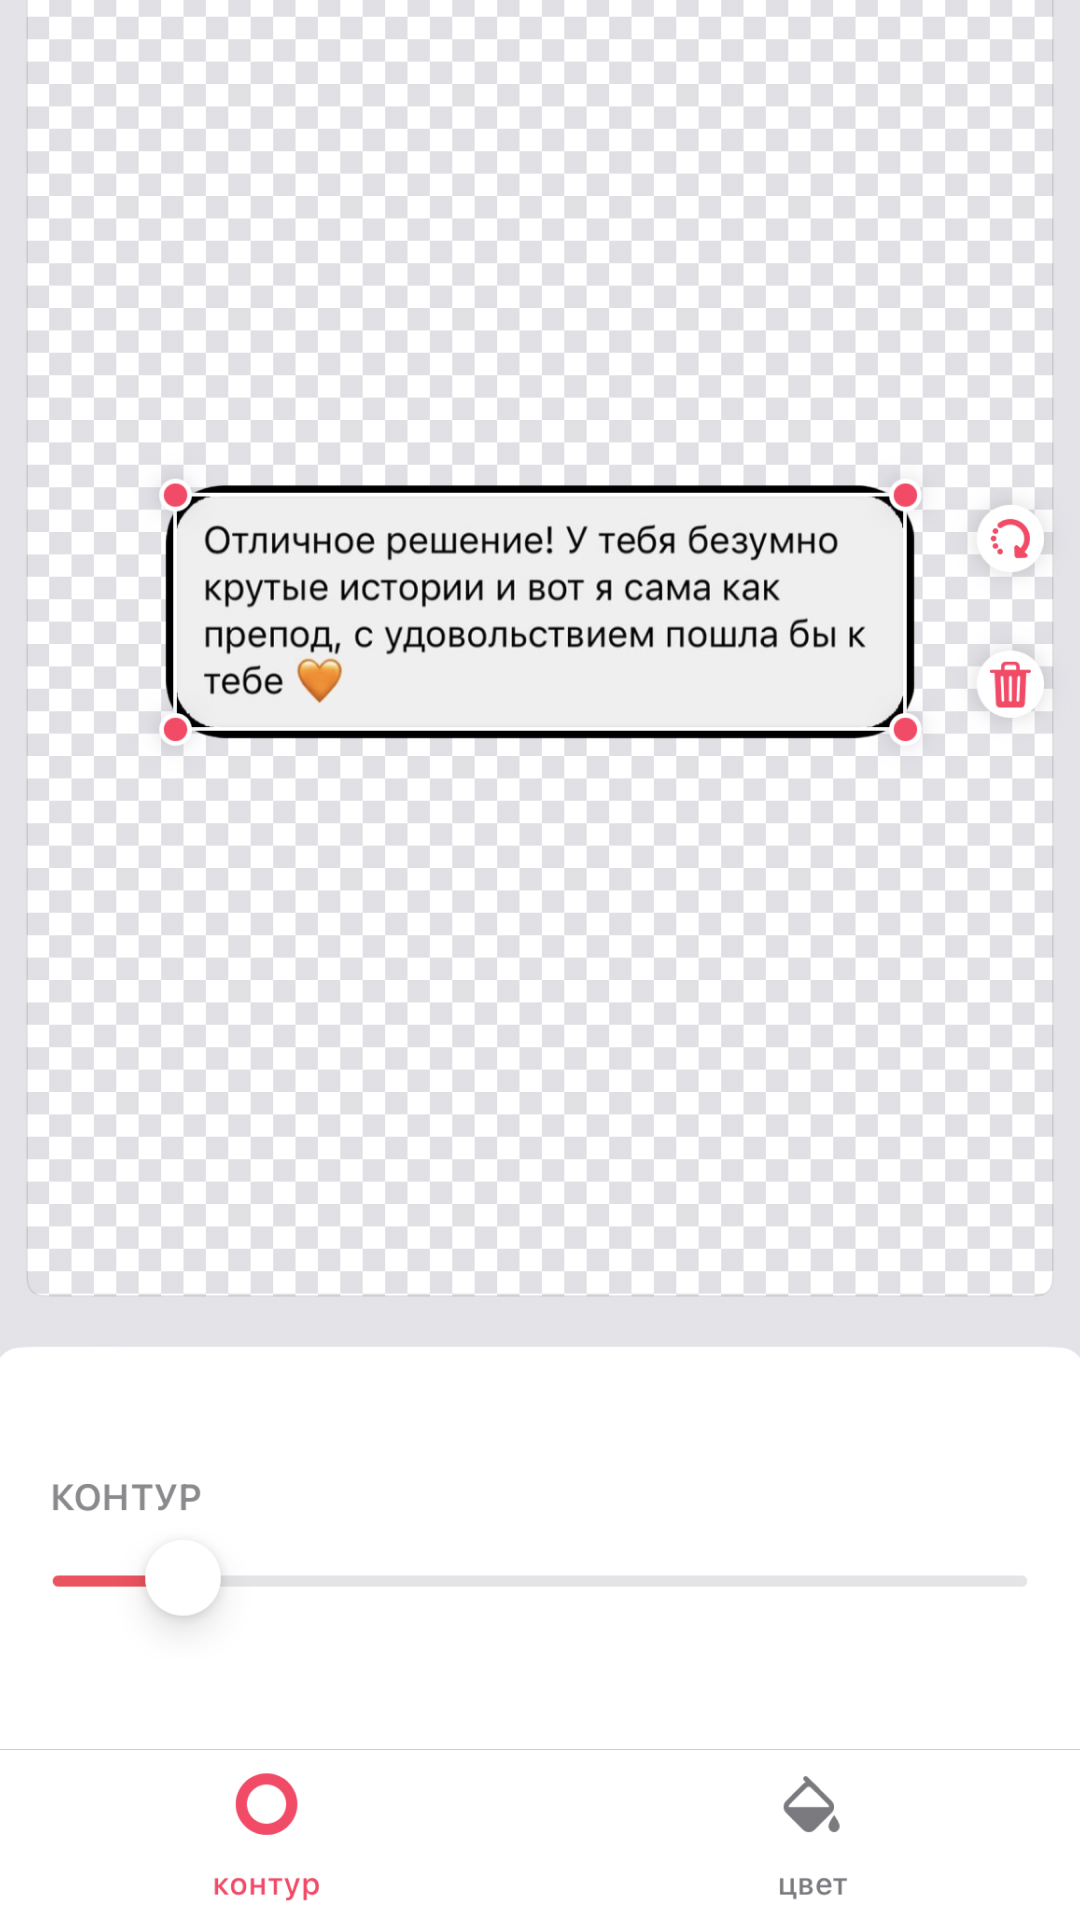 Отличное решение! У тебя безумно
крутые истории и вот я сама как
препод, с удовольствием пошла бы к
тебе 🧡
КОНТУР
контур
цвет